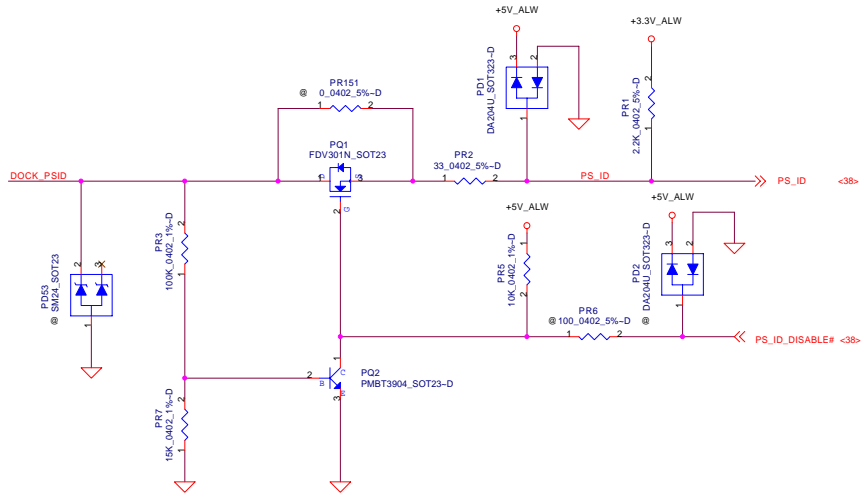 +5V_ALW
+3.3V_ALW
3
2
PD1
DA204U_SOT323~D
1
2
PR1
2.2K_0402_5%~D
1
PR151
@
0_0402_5%~D
1
2
PQ1
FDV301N_SOT23
DOCK_PSID
1
D
S
3
G
2
PR2
33_0402_5%~D
1
2
PS_ID
PS_ID
<38>
+5V_ALW
+5V_ALW
2
PR3
100K_0402_1%~D
1
1
PR5
10K_0402_1%~D
2
3
2
PD2
DA204U_SOT323~D
@
1
2
3
PD53
SM24_SOT23
@
1
PR6
@100_0402_5%~D
1
2
PS_ID_DISABLE#
<38>
1
C
2
B
E
3
PQ2
PMBT3904_SOT23~D
2
PR7
15K_0402_1%~D
1